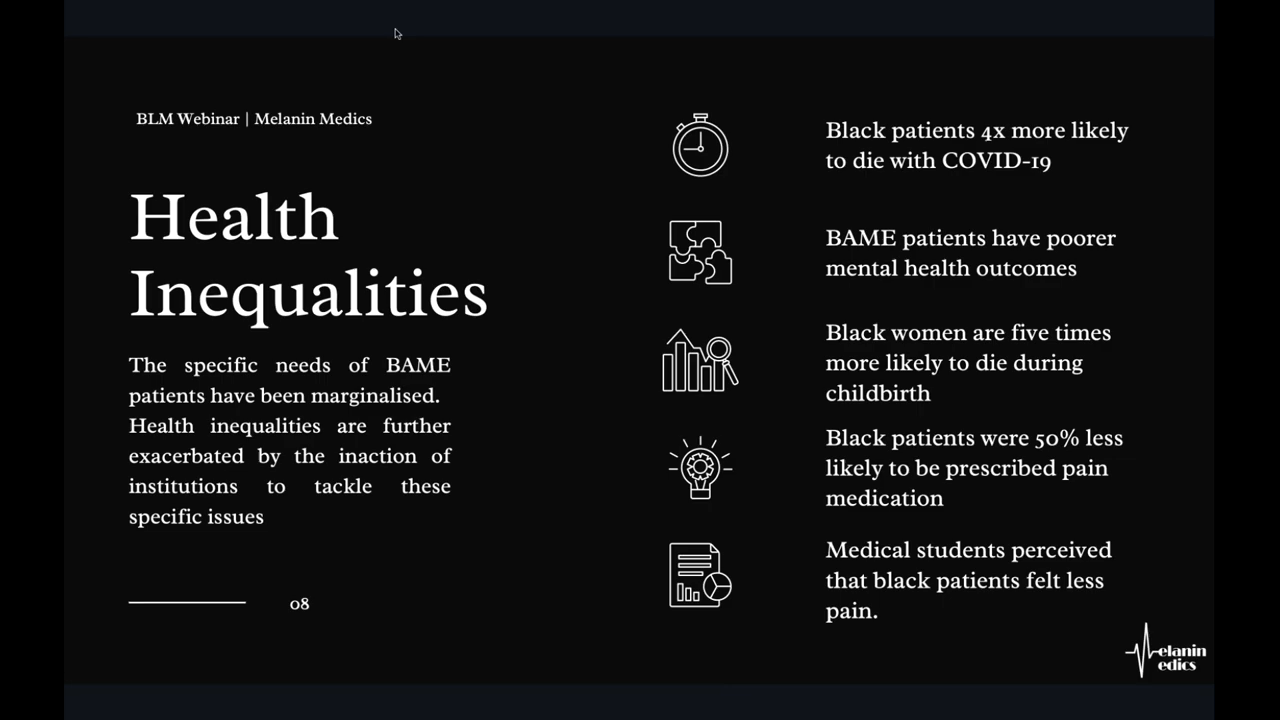 BLM Webinar | Melanin Medics
Health
Inequalities
The specific needs of BAME
patients have been marginalised.
Health inequalities are further
exacerbated by the inaction of
institutions to tackle these
specific issues
08
Black patients 4x more likely
to die with COVID-19
BAME patients have poorer
mental health outcomes
Black women are five times
more likely to die during
childbirth
Black patients were 50% less
likely to be prescribed pain
medication
Medical students perceived
that black patients felt less
pain.
elanin
edics